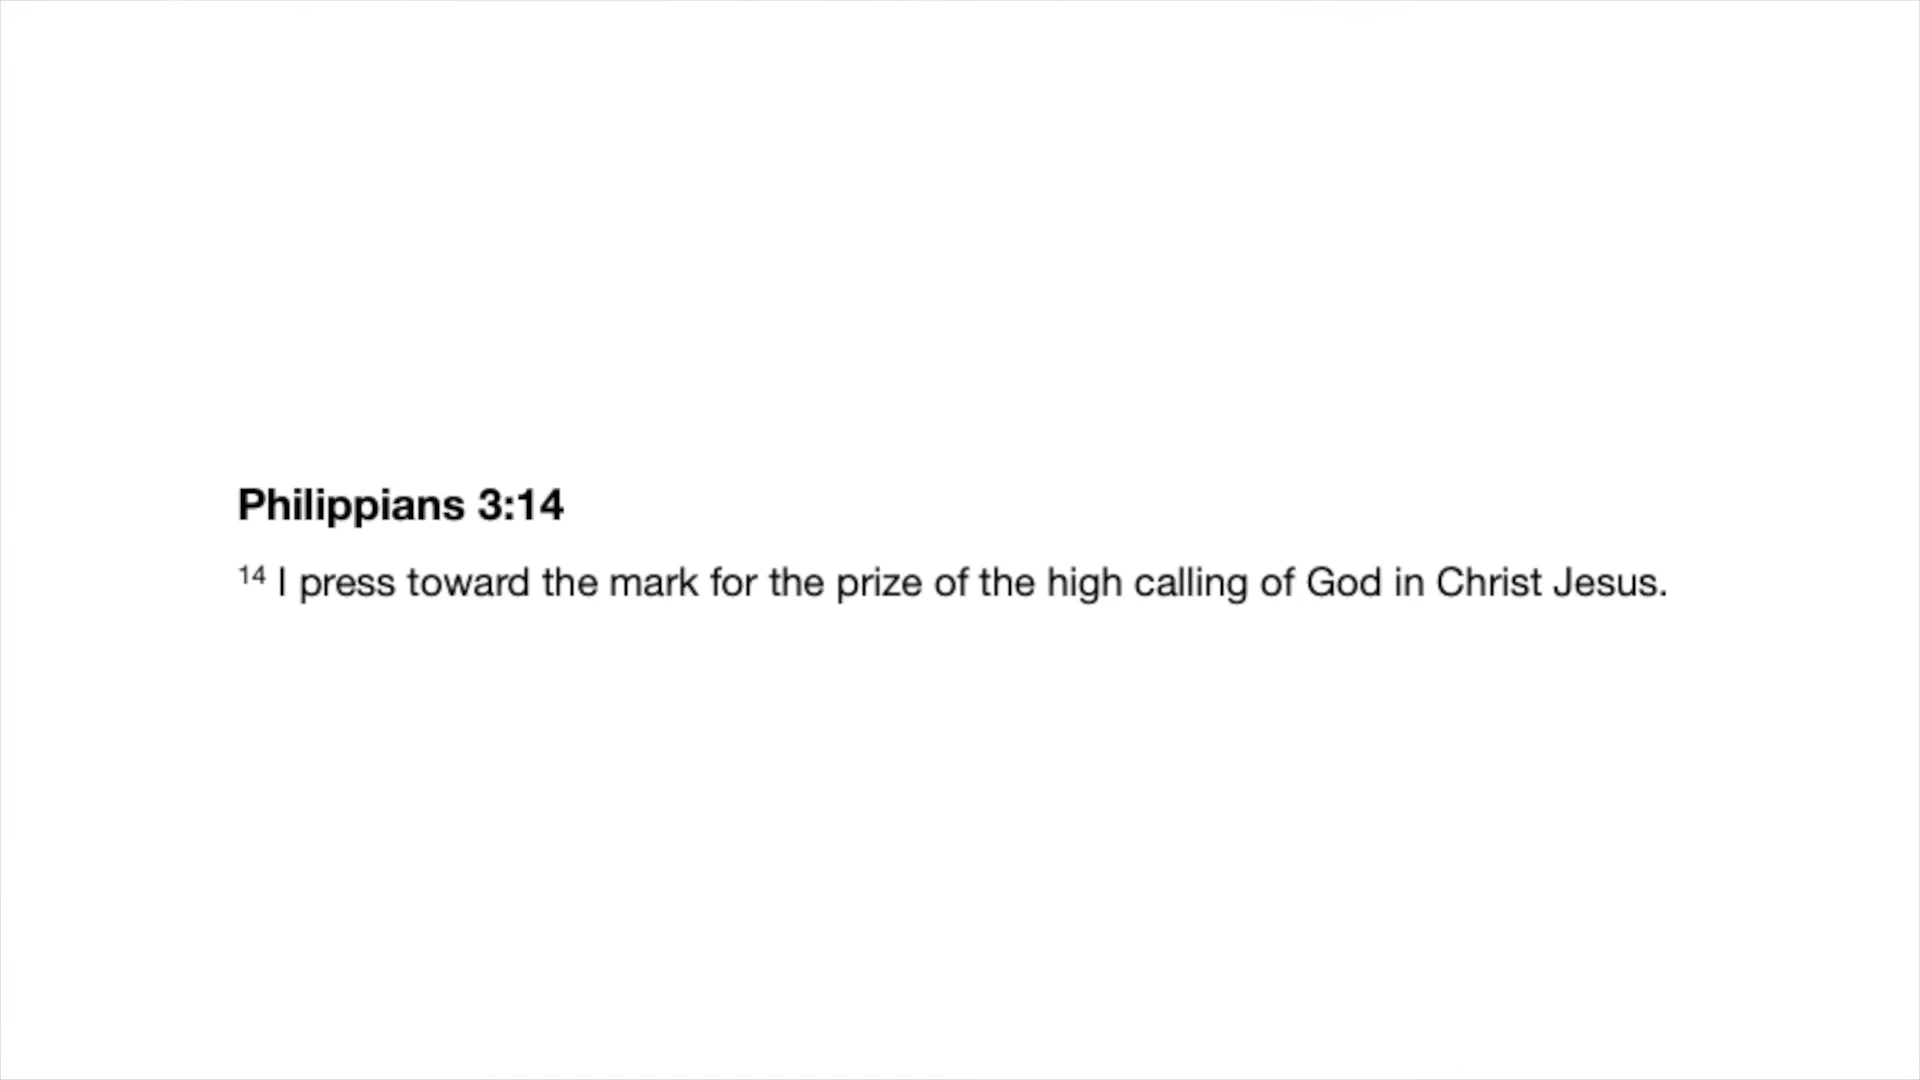 Philippians 3:14
14 I press toward the mark for the prize of the high calling of God in Christ Jesus.